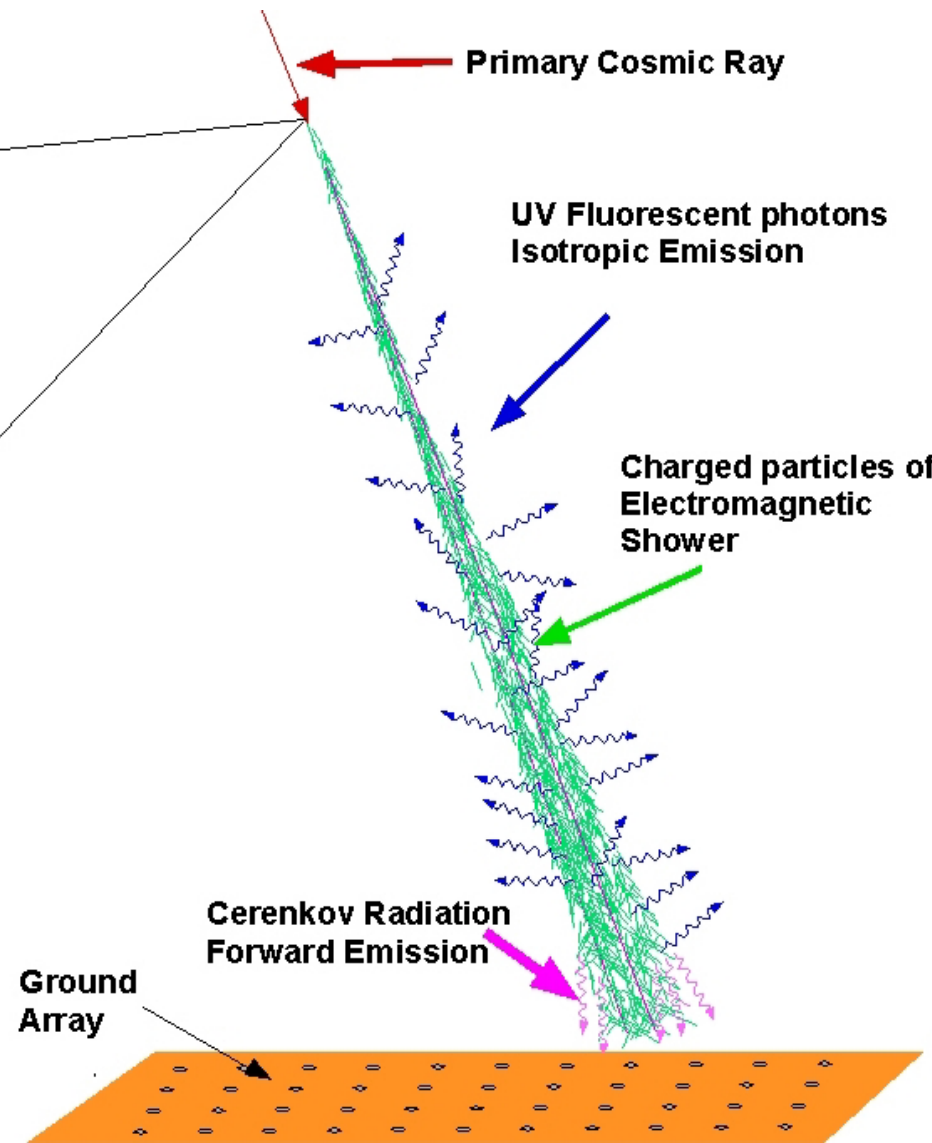 Primary Cosmic Ray
UV Fluorescent photons
Isotropic Emission
Charged particles of
Electromagnetic
Shower
Cerenkov Radiation
Forward Emission
Ground
Array